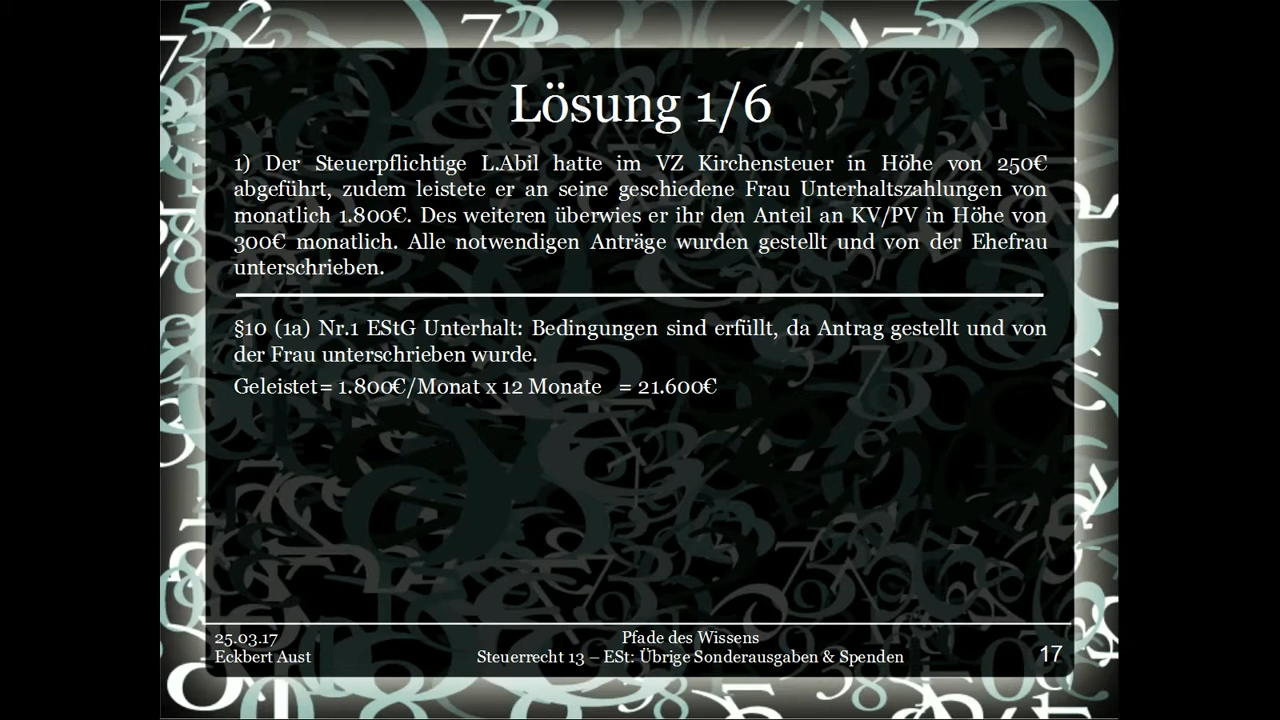 Lösung 1/6
1) Der Steuerpflichtige L.Abil hatte im VZ Kirchensteuer in Höhe von 250€
abgeführt, zudem leistete er an seine geschiedene Frau Unterhaltszahlungen von
monatlich 1.800€. Des weiteren überwies er ihr den Anteil an KV/PV in Höhe von
300€ monatlich. Alle notwendigen Anträge wurden gestellt und von der Ehefrau
unterschrieben.
§10 (1a) Nr.1 EStG Unterhalt: Bedingungen sind erfüllt, da Antrag gestellt und von
der Frau unterschrieben wurde.
Geleistet= 1.800€/Monat x 12 Monate = 21.600€
25.03.17
Eckbert Aust
Pfade des Wissens
Steuerrecht 13 – ESt: Übrige Sonderausgaben & Spenden
17